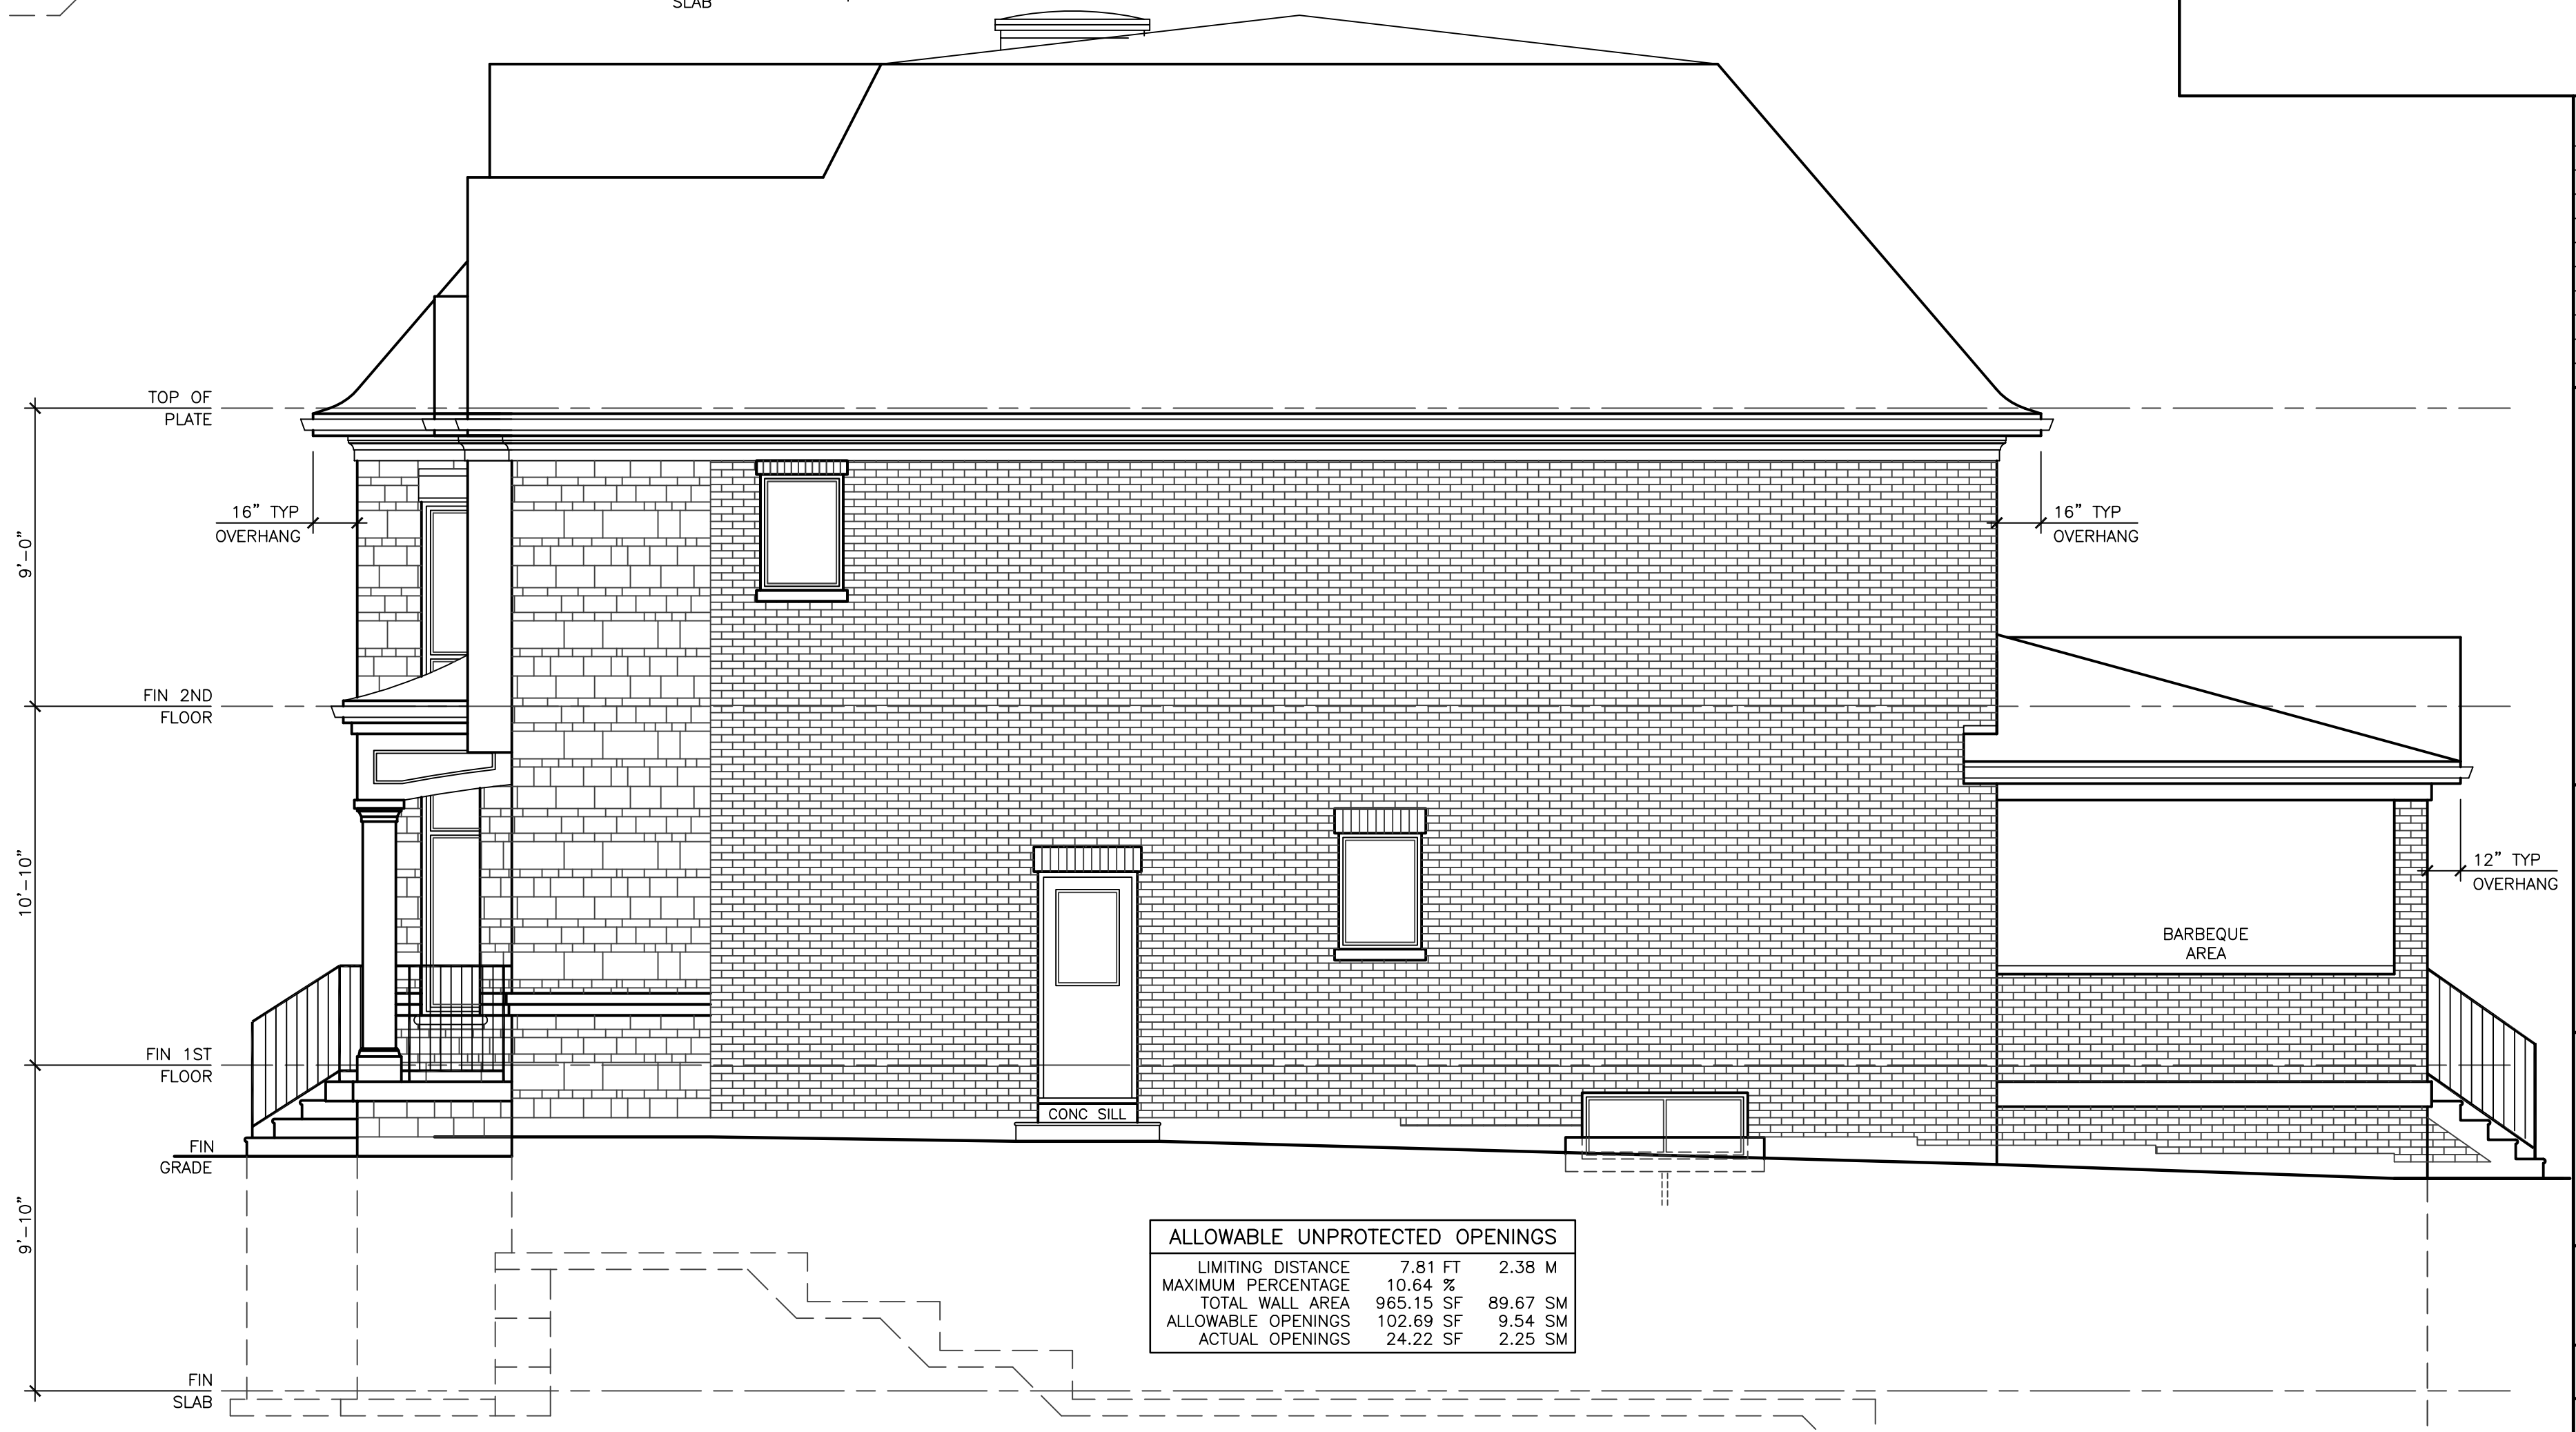 SLAB
TOP OF
PLATE
16" TYP
OVERHANG
16" TYP
OVERHANG
9'-0"
FIN 2ND
FLOOR
12" TYP
OVERHANG
10'-10"
BARBEQUE
AREA
FIN 1ST
FLOOR
CONC SILL
FIN
GRADE
9'-10"
ALLOWABLE UNPROTECTED OPENINGS
LIMITING DISTANCE 7.81 FT 2.38 M
MAXIMUM PERCENTAGE 10.64 %
TOTAL WALL AREA 965.15 SF 89.67 SM
ALLOWABLE OPENINGS 102.69 SF 9.54 SM
ACTUAL OPENINGS 24.22 SF 2.25 SM
FIN
SLAB